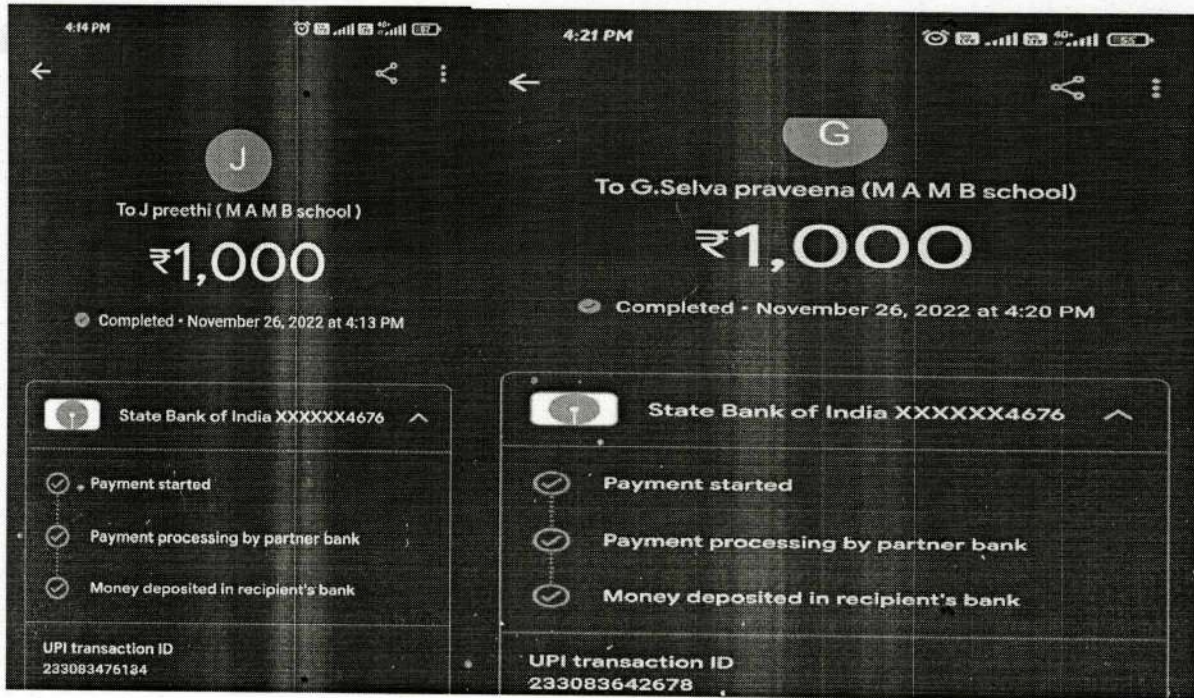 4:14 PM
To J preethi ( M A M B school )
₹1,000
Completed • November 26, 2022 at 4:13 PM
State Bank of India XXXXXX4676
Payment started
Payment processing by partner bank
Money deposited in recipient's bank
UPI transaction ID
233083476134
4:21 PM
G
To G.Selva praveena (M A M B school)
₹1,000
Completed • November 26, 2022 at 4:20 PM
State Bank of India XXXXXX4676
Payment started
Payment processing by partner bank
Money deposited in recipient's bank
UPI transaction ID
233083642678